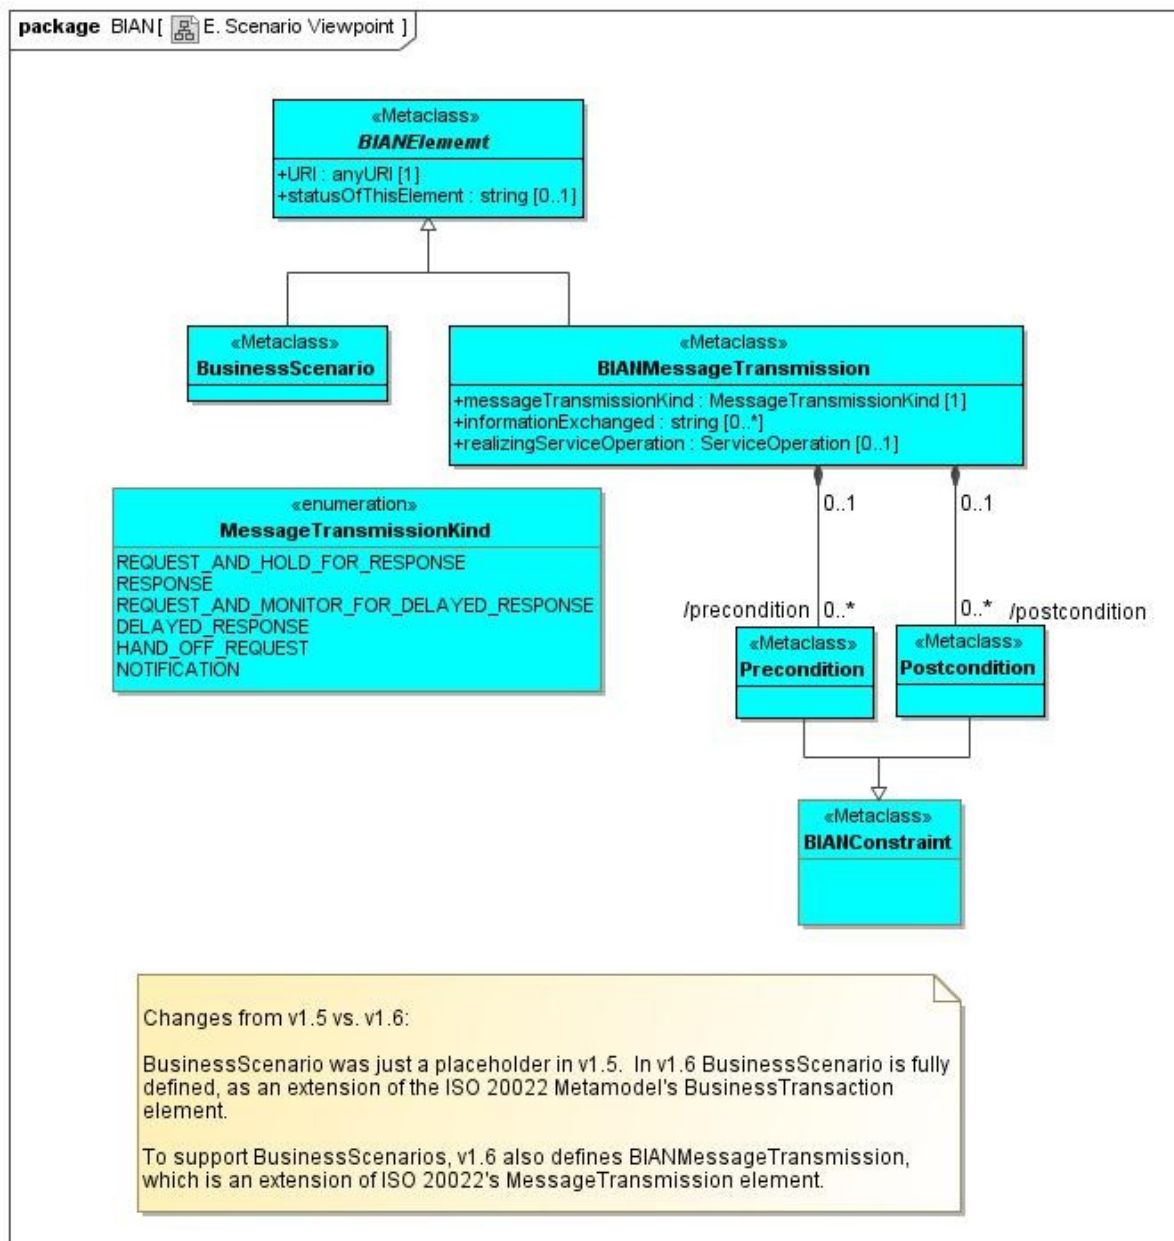 package BIAN[ E. Scenario Viewpoint ]
«Metaclass»
BIANElememt
+URI : anyURI [1]
+statusOfThisElement : string [0..1]
«Metaclass»
BusinessScenario
«Metaclass»
BIANMessageTransmission
+messageTransmissionKind : MessageTransmissionKind [1]
+informationExchanged : string [0..*]
+realizingServiceOperation : ServiceOperation [0..1]
«enumeration»
MessageTransmissionKind
REQUEST_AND_HOLD_FOR_RESPONSE
RESPONSE
REQUEST_AND_MONITOR_FOR_DELAYED_RESPONSE
DELAYED_RESPONSE
HAND_OFF_REQUEST
NOTIFICATION
0..1
0..1
/precondition 0..*
0..* /postcondition
«Metaclass»
Precondition
«Metaclass»
Postcondition
«Metaclass»
BIANConstraint
Changes from v1.5 vs. v1.6:
BusinessScenario was just a placeholder in v1.5. In v1.6 BusinessScenario is fully
defined, as an extension of the ISO 20022 Metamodel's BusinessTransaction
element.
To support BusinessScenarios, v1.6 also defines BIANMessageTransmission,
which is an extension of ISO 20022's MessageTransmission element.